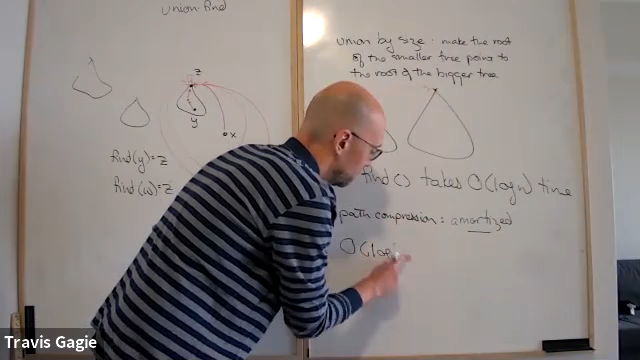 union-find
z
y
x
find(y)=z
find(w)=z
union by size: make the root
of the smaller tree point to
the root of the bigger tree
find() takes O(log n) time
path compression: amortized
O(log
Travis Gagie